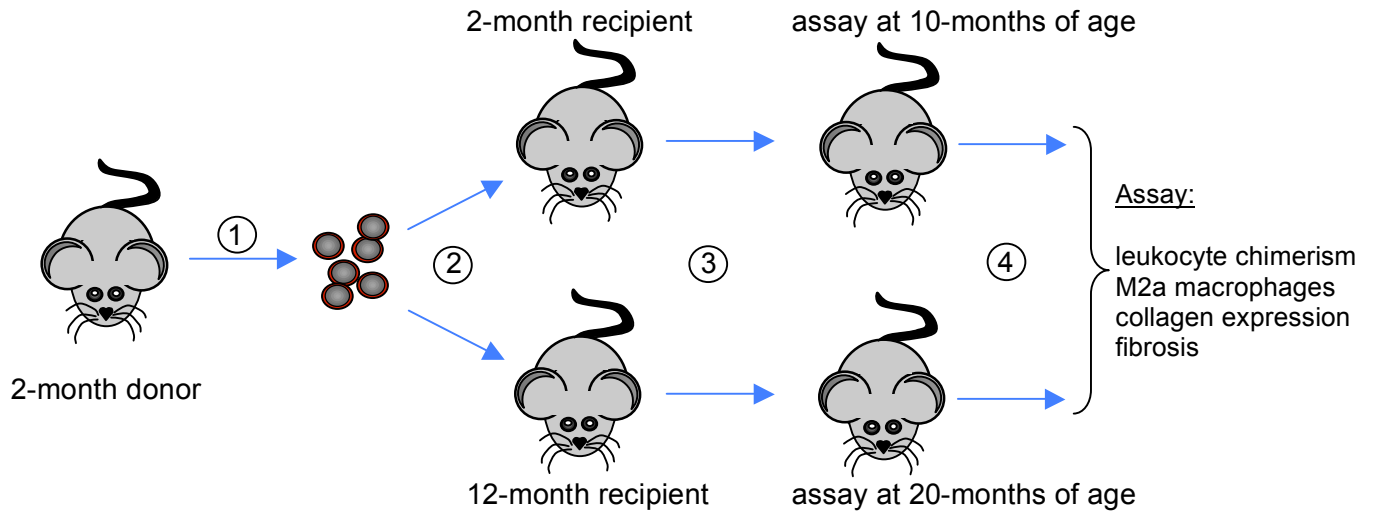 2-month recipient
assay at 10-months of age
1
2-month donor
2
3
4
12-month recipient
assay at 20-months of age
Assay:
leukocyte chimerism
M2a macrophages
collagen expression
fibrosis